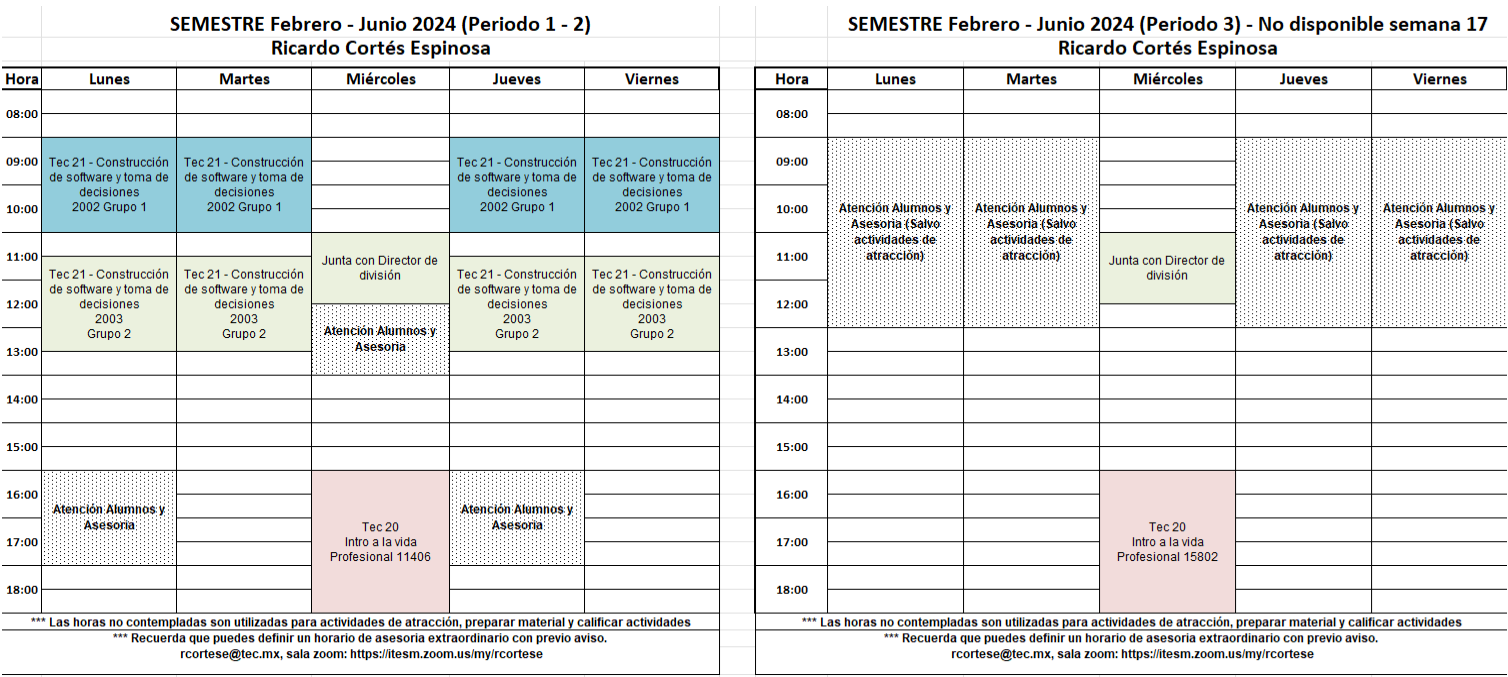 SEMESTRE Febrero - Junio 2024 (Periodo 1 - 2)
Ricardo Cortés Espinosa
Hora Lunes Martes Miércoles Jueves Viernes
08:00
09:00
10:00
11:00
12:00
13:00
14:00
15:00
16:00
17:00
18:00
Tec 21 - Construcción
de software y toma de
decisiones
2002 Grupo 1
Tec 21 - Construcción
de software y toma de
decisiones
2003
Grupo 2
Atención Alumnos y
Asesoria
Tec 21 - Construcción
de software y toma de
decisiones
2002 Grupo 1
Tec 21 - Construcción
de software y toma de
decisiones
2003
Grupo 2
Junta con Director de
división
Atención Alumnos y
Asesoria
Tec 20
Intro a la vida
Profesional 11406
Tec 21 - Construcción
de software y toma de
decisiones
2002 Grupo 1
Tec 21 - Construcción
de software y toma de
decisiones
2003
Grupo 2
Atención Alumnos y
Asesoria
Tec 21 - Construcción
de software y toma de
decisiones
2002 Grupo 1
Tec 21 - Construcción
de software y toma de
decisiones
2003
Grupo 2
*** Las horas no contempladas son utilizadas para actividades de atracción, preparar material y calificar actividades
*** Recuerda que puedes definir un horario de asesoria extraordinario con previo aviso.
rcortese@tec.mx, sala zoom: https://itesm.zoom.us/my/rcortese
SEMESTRE Febrero - Junio 2024 (Periodo 3) - No disponible semana 17
Ricardo Cortés Espinosa
Hora Lunes Martes Miércoles Jueves Viernes
08:00
09:00
10:00
11:00
12:00
13:00
14:00
15:00
16:00
17:00
18:00
Atención Alumnos y
Asesoria (Salvo
actividades de
atracción)
Atención Alumnos y
Asesoria (Salvo
actividades de
atracción)
Junta con Director de
división
Tec 20
Intro a la vida
Profesional 15802
Atención Alumnos y
Asesoria (Salvo
actividades de
atracción)
Atención Alumnos y
Asesoria (Salvo
actividades de
atracción)
*** Las horas no contempladas son utilizadas para actividades de atracción, preparar material y calificar actividades
*** Recuerda que puedes definir un horario de asesoria extraordinario con previo aviso.
rcortese@tec.mx, sala zoom: https://itesm.zoom.us/my/rcortese